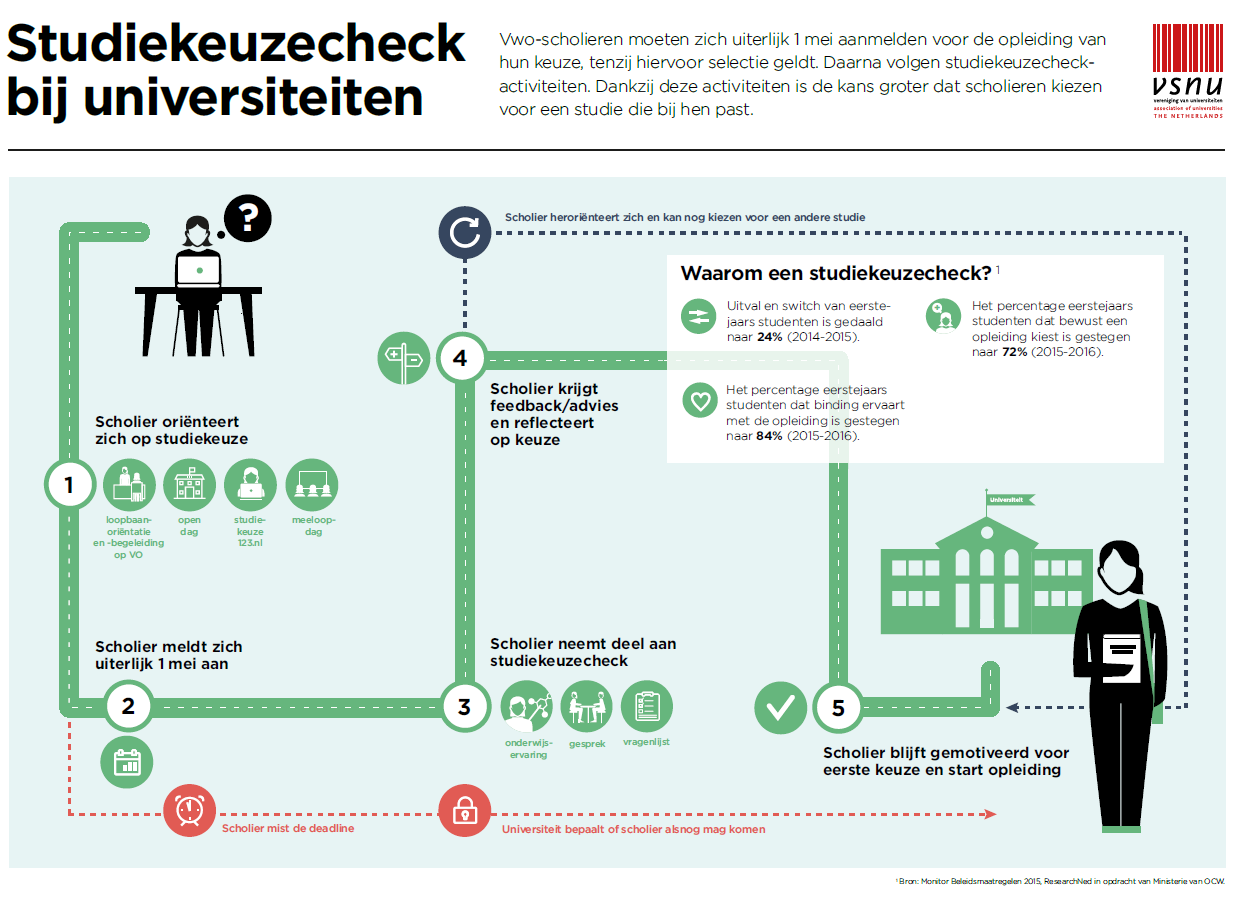 Studiekeuzecheck
bij universiteiten
Vwo-scholieren moeten zich uiterlijk 1 mei aanmelden voor de opleiding van
hun keuze, tenzij hiervoor selectie geldt. Daarna volgen studiekeuzecheck-
activiteiten. Dankzij deze activiteiten is de kans groter dat scholieren kiezen
voor een studie die bij hen past.
vsnu
vereniging van universiteiten
association of universities
THE NETHERLANDS
?
Scholier heroriënteert zich en kan nog kiezen voor een andere studie
Waarom een studiekeuzecheck? 1
Uitval en switch van eerste-
jaars studenten is gedaald
naar 24% (2014-2015).
Het percentage eerstejaars
studenten dat bewust een
opleiding kiest is gestegen
naar 72% (2015-2016).
Het percentage eerstejaars
studenten dat binding ervaart
met de opleiding is gestegen
naar 84% (2015-2016).
4
Scholier krijgt
feedback/advies
en reflecteert
op keuze
Scholier oriënteert
zich op studiekeuze
1
loopbaan-
oriëntatie
en -begeleiding
op VO
open
dag
studie-
keuze
123.nl
meeloop-
dag
Universiteit
Scholier meldt zich
uiterlijk 1 mei aan
2
Scholier neemt deel aan
studiekeuzecheck
3
onderwijs-
ervaring
gesprek
vragenlijst
5
Scholier blijft gemotiveerd voor
eerste keuze en start opleiding
Scholier mist de deadline
Universiteit bepaalt of scholier alsnog mag komen
1 Bron: Monitor Beleidsmaatregelen 2015, ResearchNed in opdracht van Ministerie van OCW.